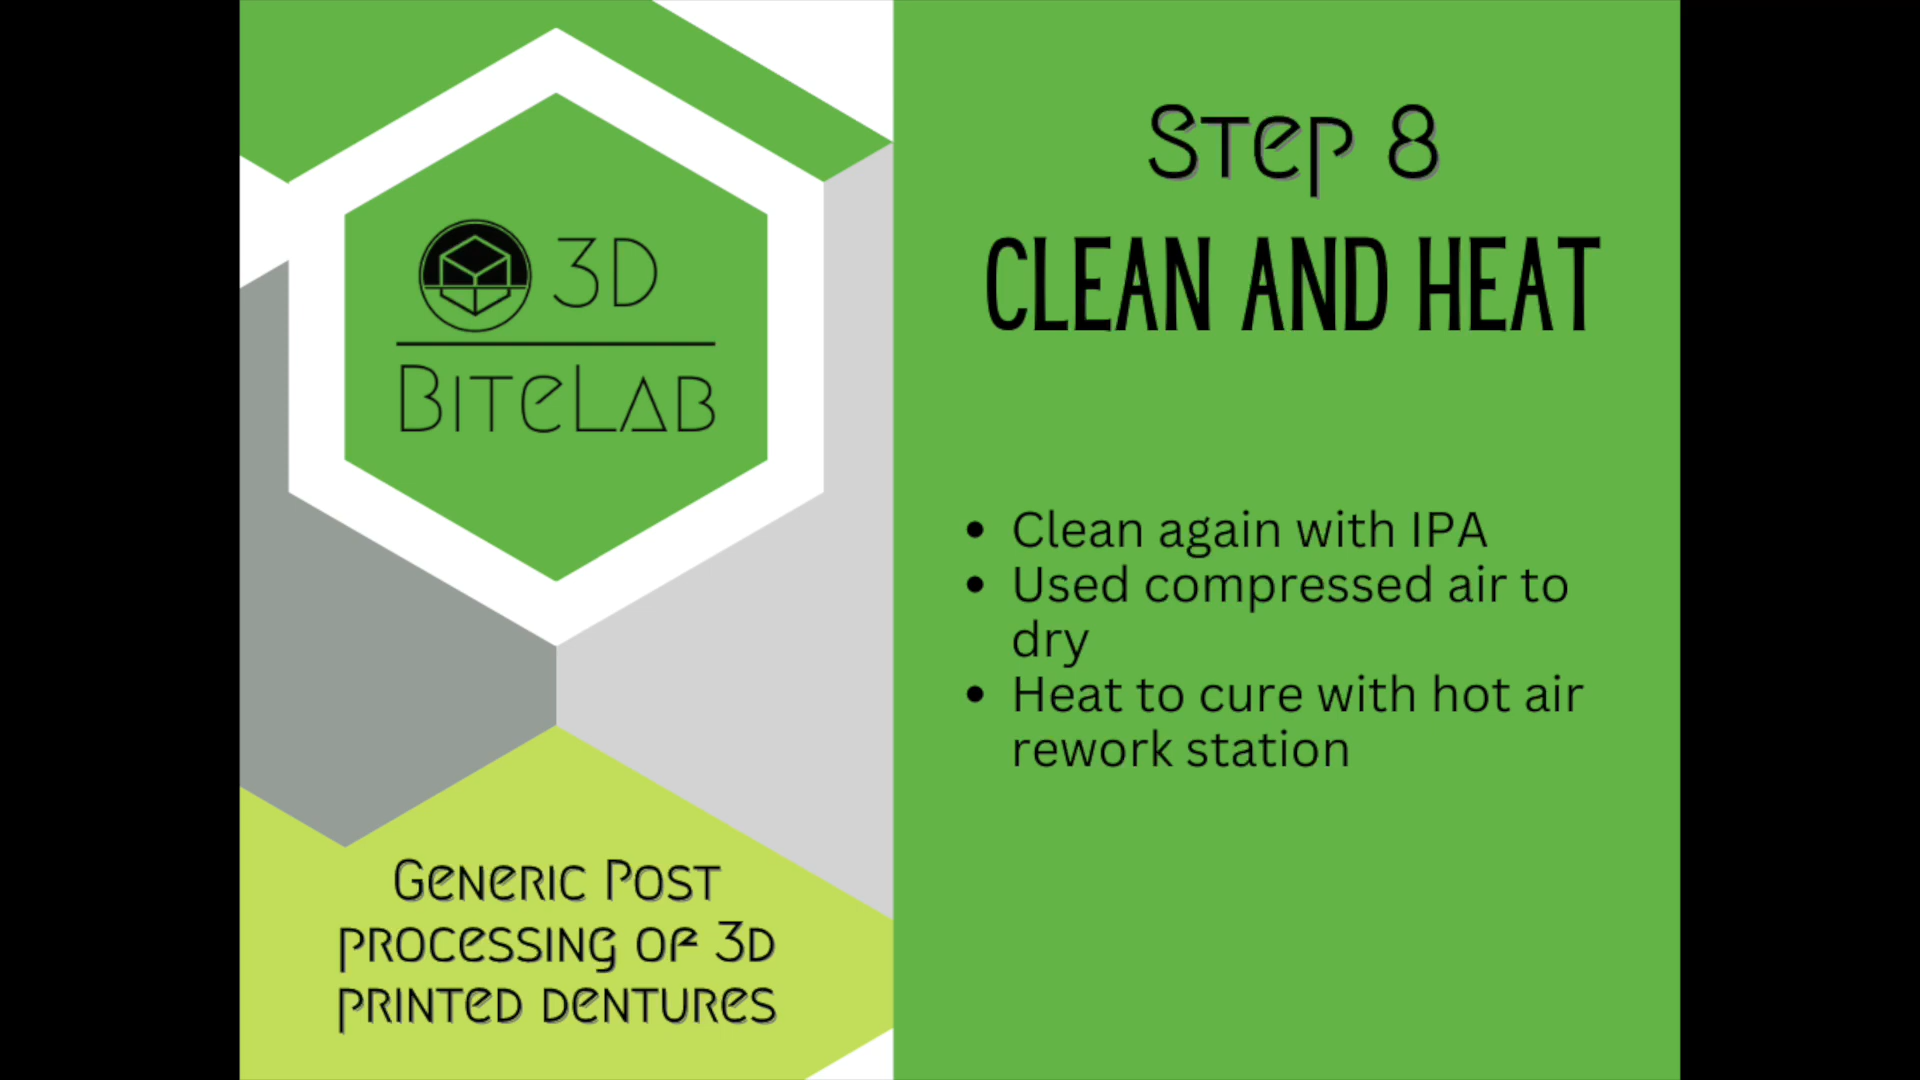 3D
BiteLab
Generic Post
processing of 3d
printed dentures
Step 8
CLEAN AND HEAT
• Clean again with IPA
• Used compressed air to
dry
• Heat to cure with hot air
rework station